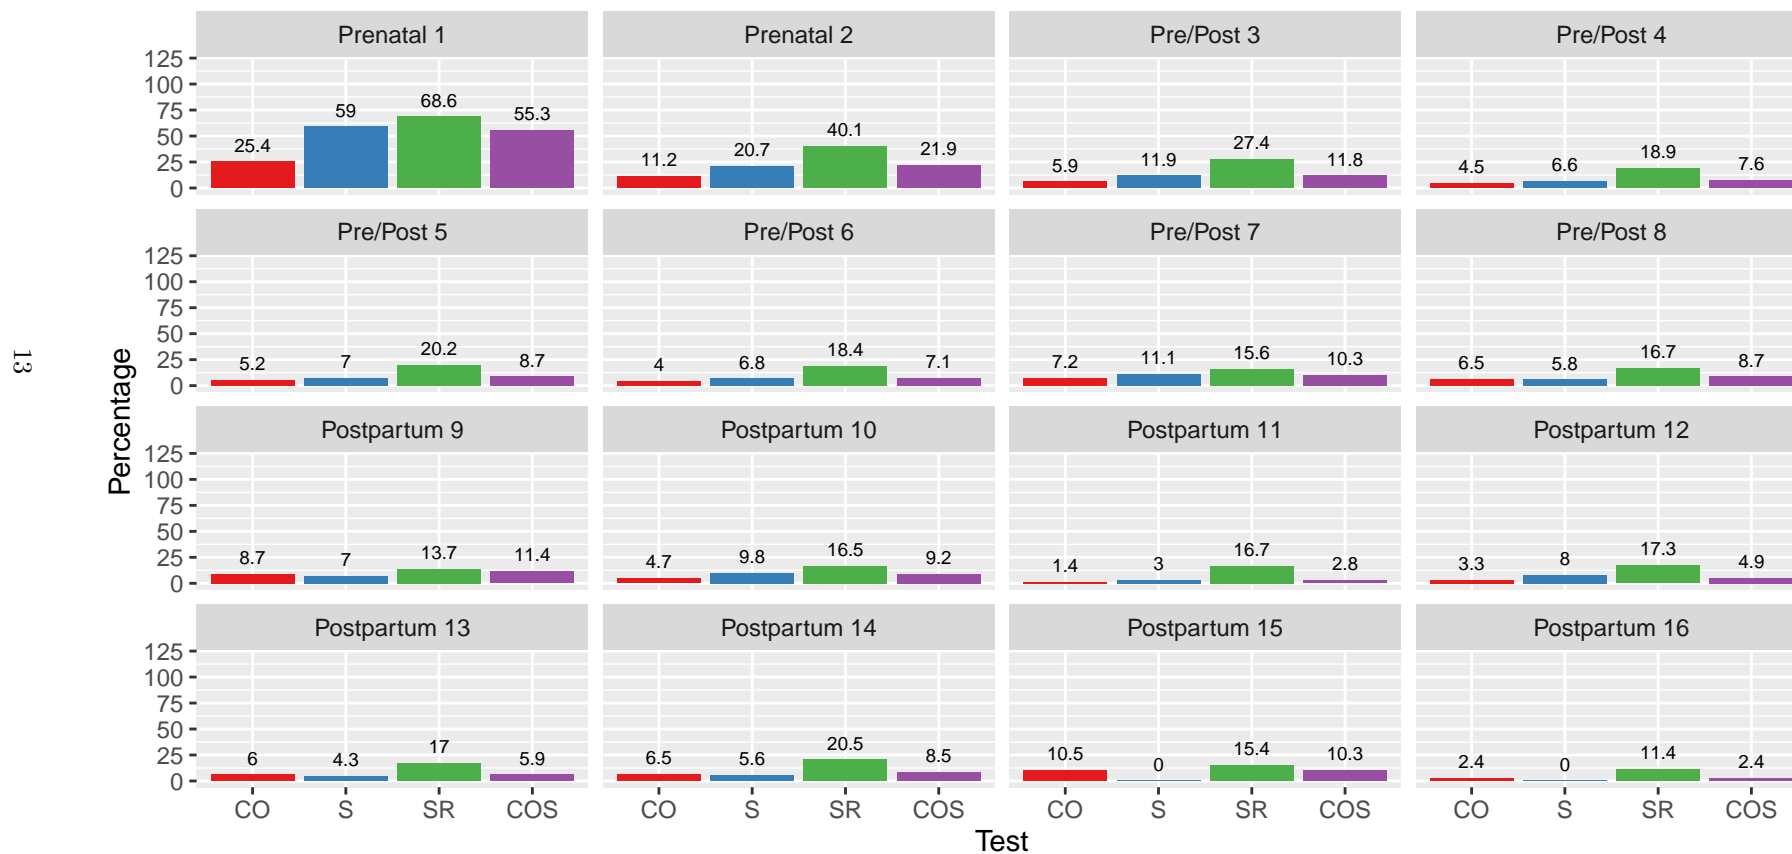 Prenatal 1 Prenatal 2 Pre/Post 3 Pre/Post 4
125
100
75
50
25
0
25.4 59 68.6 55.3
11.2 20.7 40.1 21.9
5.9 11.9 27.4 11.8
4.5 6.6 18.9 7.6
Pre/Post 5 Pre/Post 6 Pre/Post 7 Pre/Post 8
125
100
75
50
25
0
5.2 7 20.2 8.7
4 6.8 18.4 7.1
7.2 11.1 15.6 10.3
6.5 5.8 16.7 8.7
13
Percentage
Postpartum 9 Postpartum 10 Postpartum 11 Postpartum 12
125
100
75
50
25
0
8.7 7 13.7 11.4
4.7 9.8 16.5 9.2
1.4 3 16.7 2.8
3.3 8 17.3 4.9
Postpartum 13 Postpartum 14 Postpartum 15 Postpartum 16
125
100
75
50
25
0
6 4.3 17 5.9
6.5 5.6 20.5 8.5
10.5 0 15.4 10.3
2.4 0 11.4 2.4
CO S SR COS CO S SR COS CO S SR COS CO S SR COS
Test